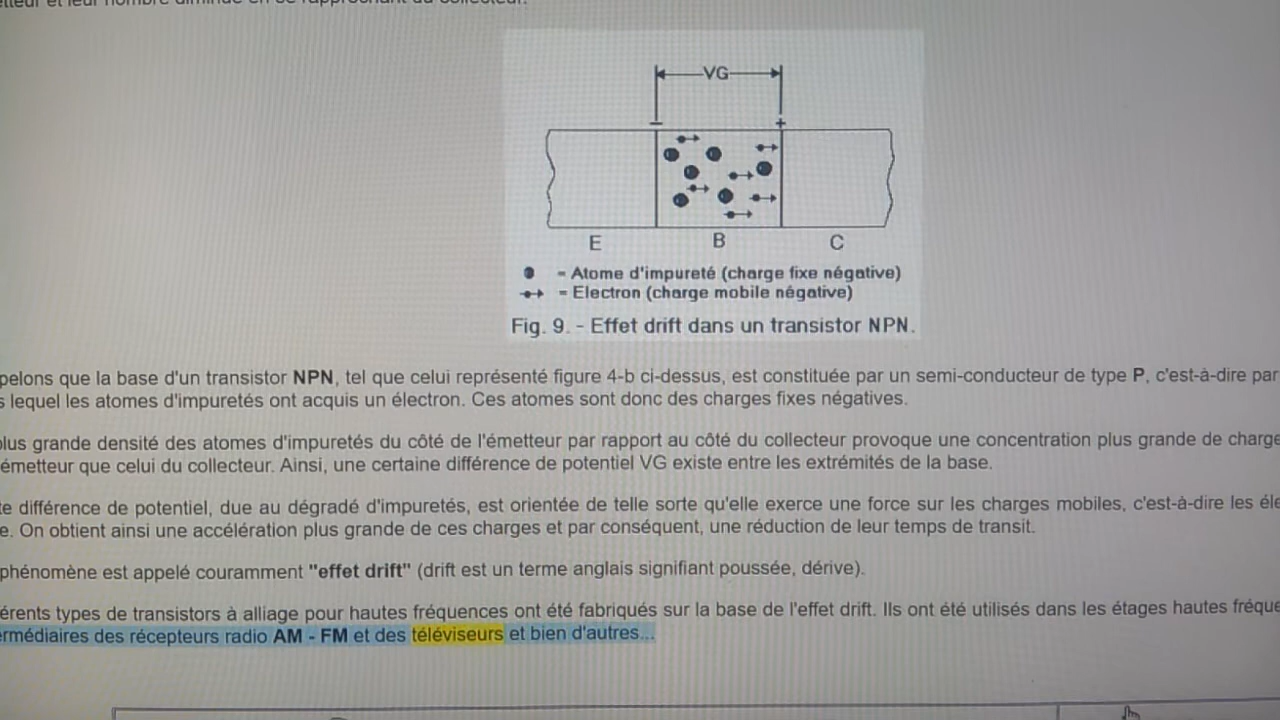 et leur nombre diminue en se rapprochant du collecteur.
VG
– +
E B C
= Atome d'impureté (charge fixe négative)
= Electron (charge mobile négative)
Fig. 9. - Effet drift dans un transistor NPN.
pelons que la base d'un transistor NPN, tel que celui représenté figure 4-b ci-dessus, est constituée par un semi-conducteur de type P, c'est-à-dire par
s lequel les atomes d'impuretés ont acquis un électron. Ces atomes sont donc des charges fixes négatives.
plus grande densité des atomes d'impuretés du côté de l'émetteur par rapport au côté du collecteur provoque une concentration plus grande de charge
émetteur que celui du collecteur. Ainsi, une certaine différence de potentiel VG existe entre les extrémités de la base.
te différence de potentiel, due au dégradé d'impuretés, est orientée de telle sorte qu'elle exerce une force sur les charges mobiles, c'est-à-dire les éle
e. On obtient ainsi une accélération plus grande de ces charges et par conséquent, une réduction de leur temps de transit.
phénomène est appelé couramment "effet drift" (drift est un terme anglais signifiant poussée, dérive).
érents types de transistors à alliage pour hautes fréquences ont été fabriqués sur la base de l'effet drift. Ils ont été utilisés dans les étages hautes fréque
ermédiaires des récepteurs radio AM - FM et des téléviseurs et bien d'autres...